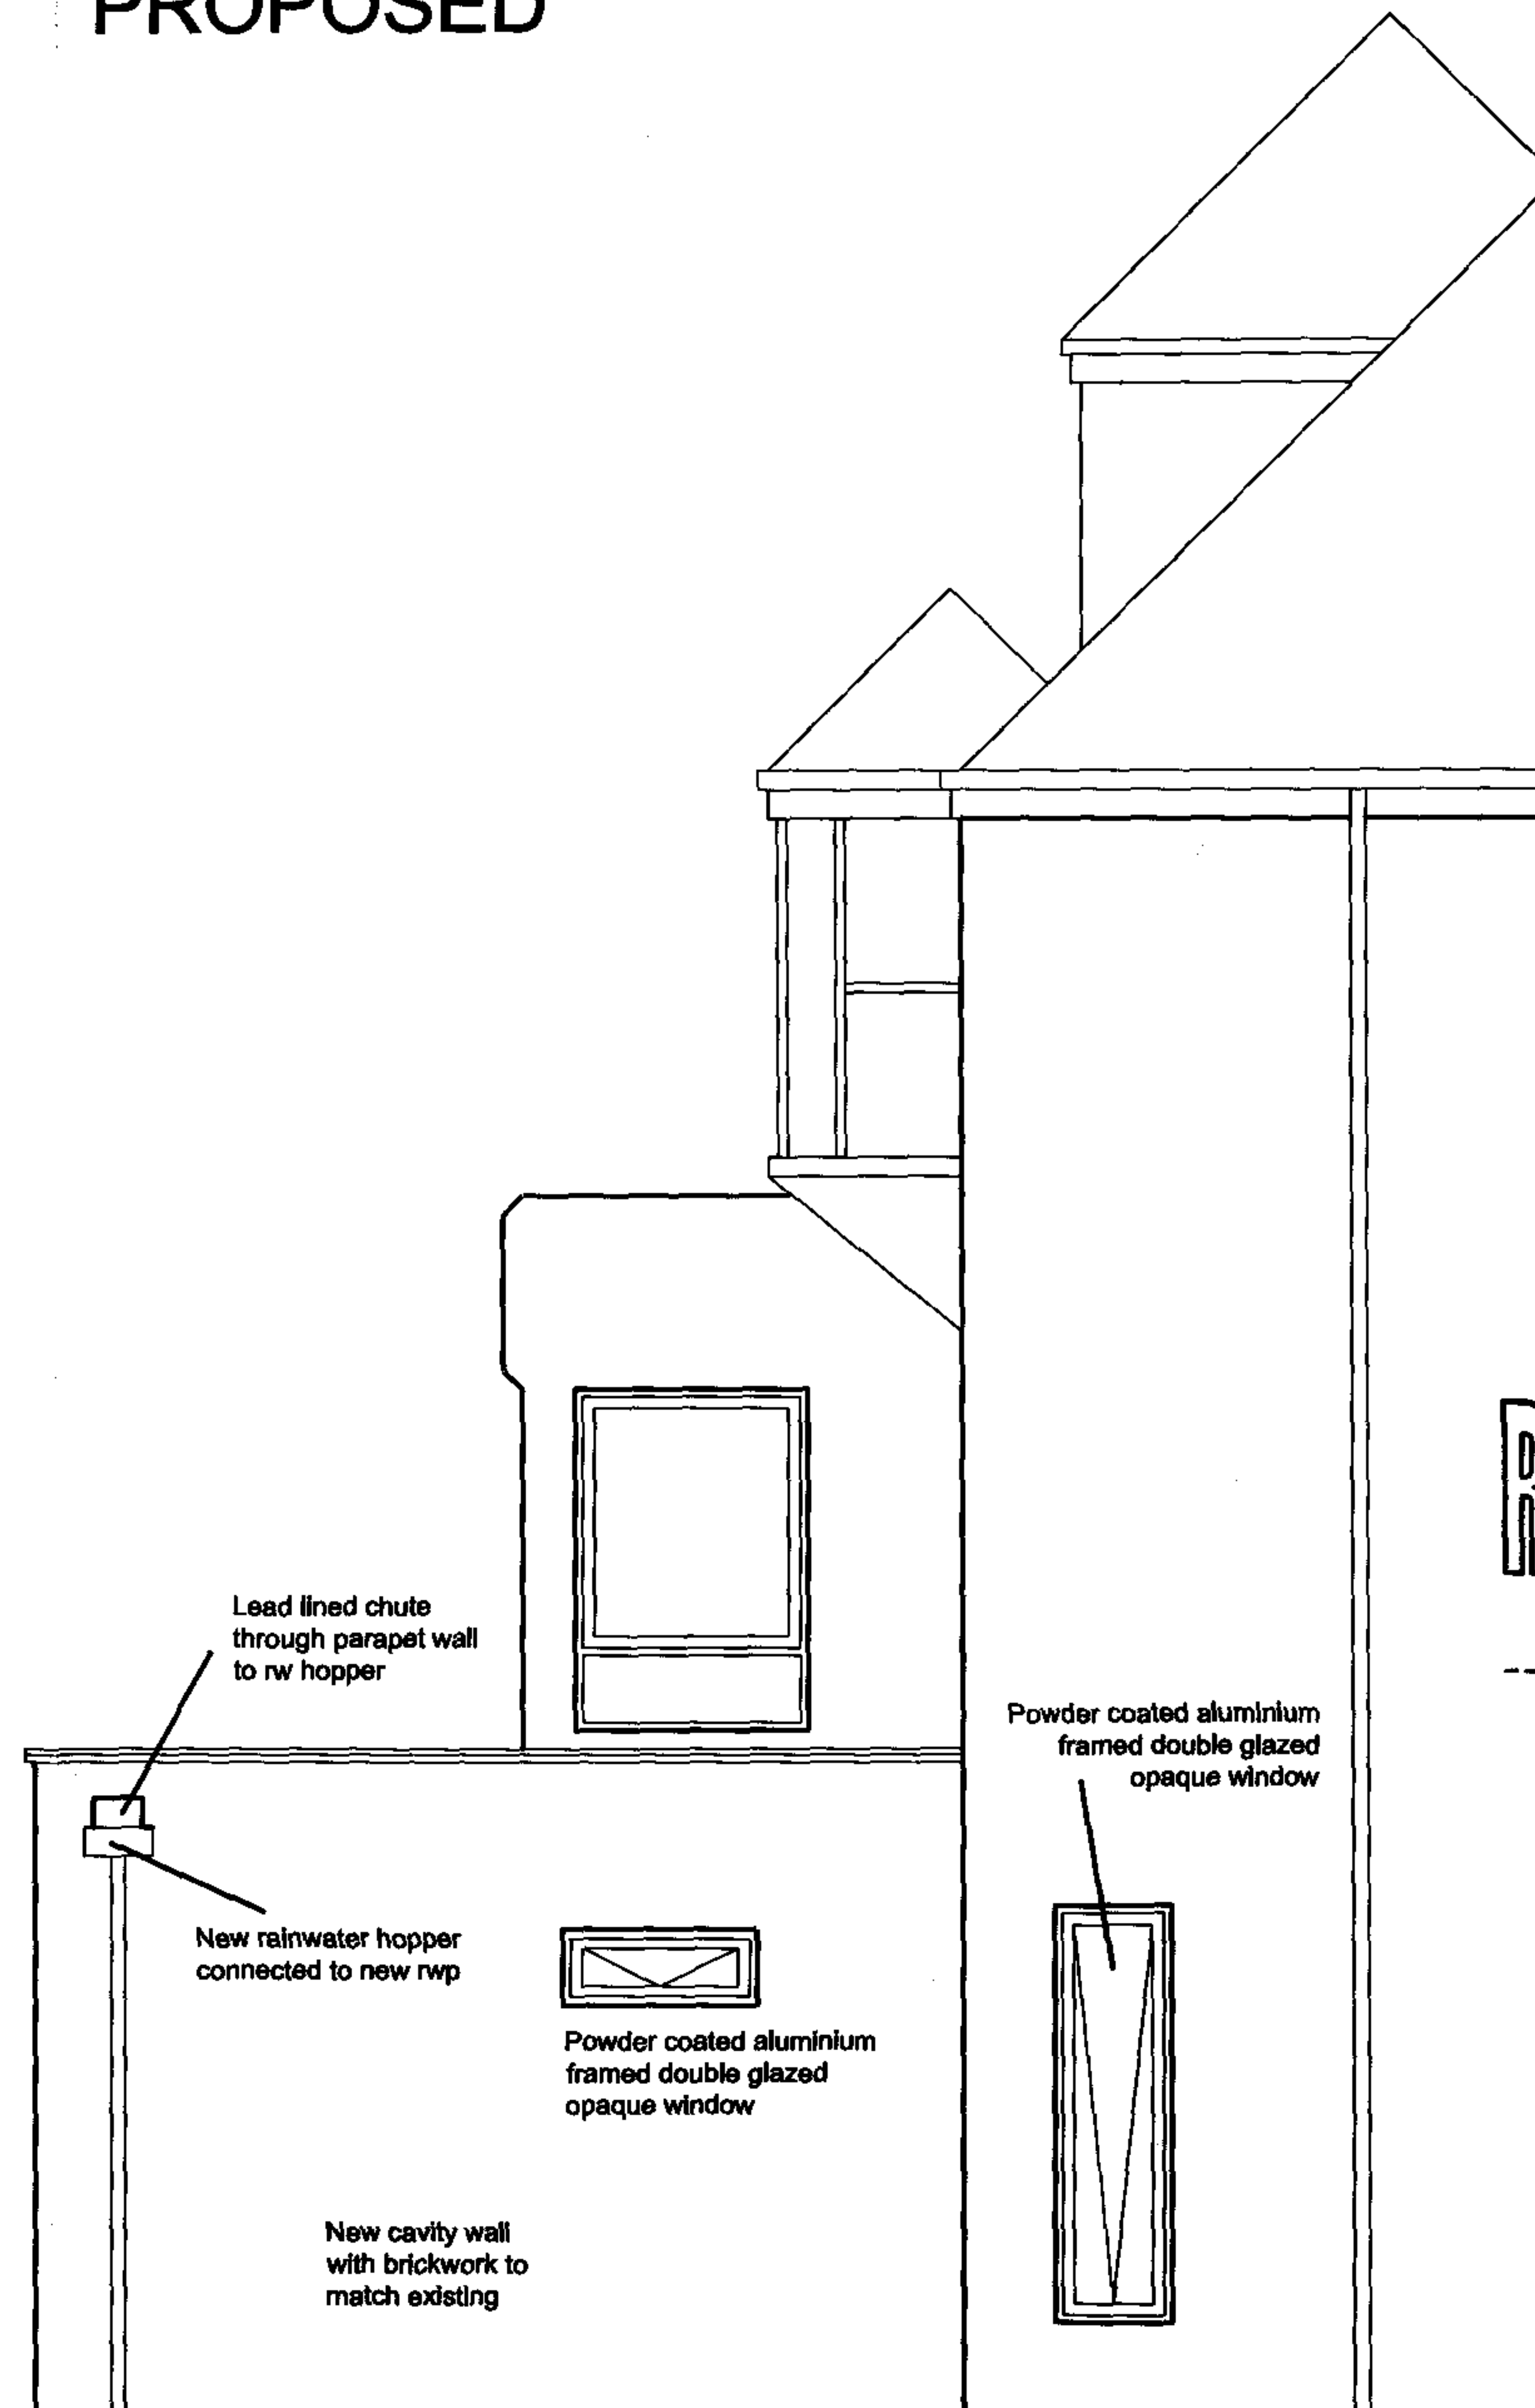 PROPOSED
Lead lined chute
through parapet wall
to rw hopper
Powder coated aluminium
framed double glazed
opaque window
New rainwater hopper
connected to new rwp
Powder coated aluminium
framed double glazed
opaque window
New cavity wall
with brickwork to
match existing